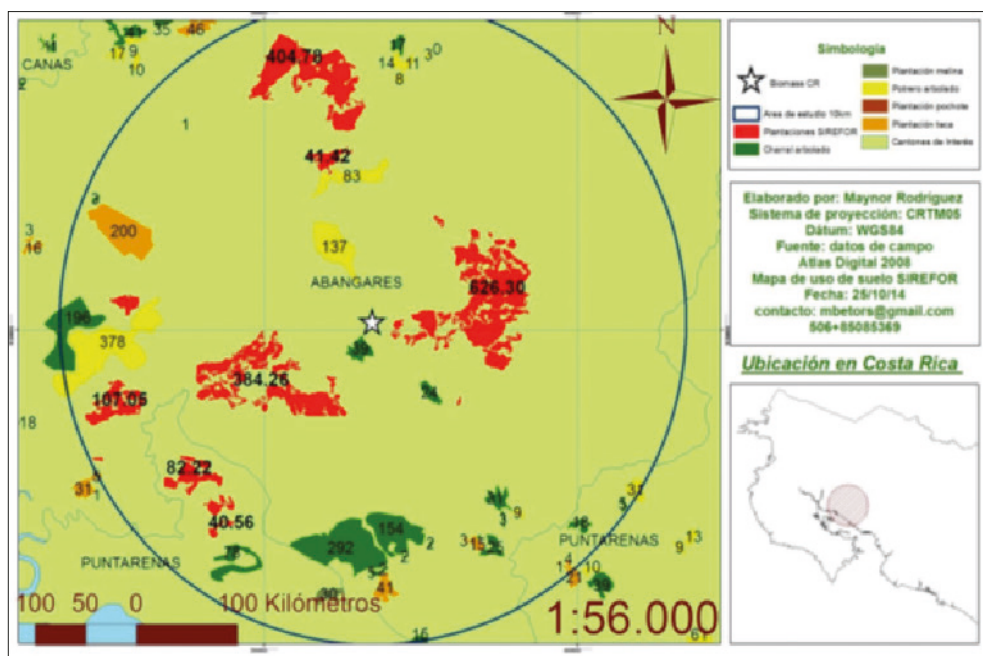 404.78
CANAS
41.42
83
200
137
ABANGARES
626.30
196
378
384.26
107.05
82.22
40.56
31
154
292
41
PUNTARENAS
PUNTARENAS
100 50 0 100 Kilómetros
1:56.000
N
Simbología
Biomass CR
Area de estudio 10km
Plantaciones SIREFOR
Charral arbolado
Plantación melina
Potrero arbolado
Plantación pochote
Plantación teca
Cantones de Interés
Elaborado por: Maynor Rodriguez
Sistema de proyección: CRTM05
Dátum: WGS84
Fuente: datos de campo
Atlas Digital 2008
Mapa de uso de suelo SIREFOR
Fecha: 25/10/14
contacto: mbetors@gmail.com
506+85085369
Ubicación en Costa Rica